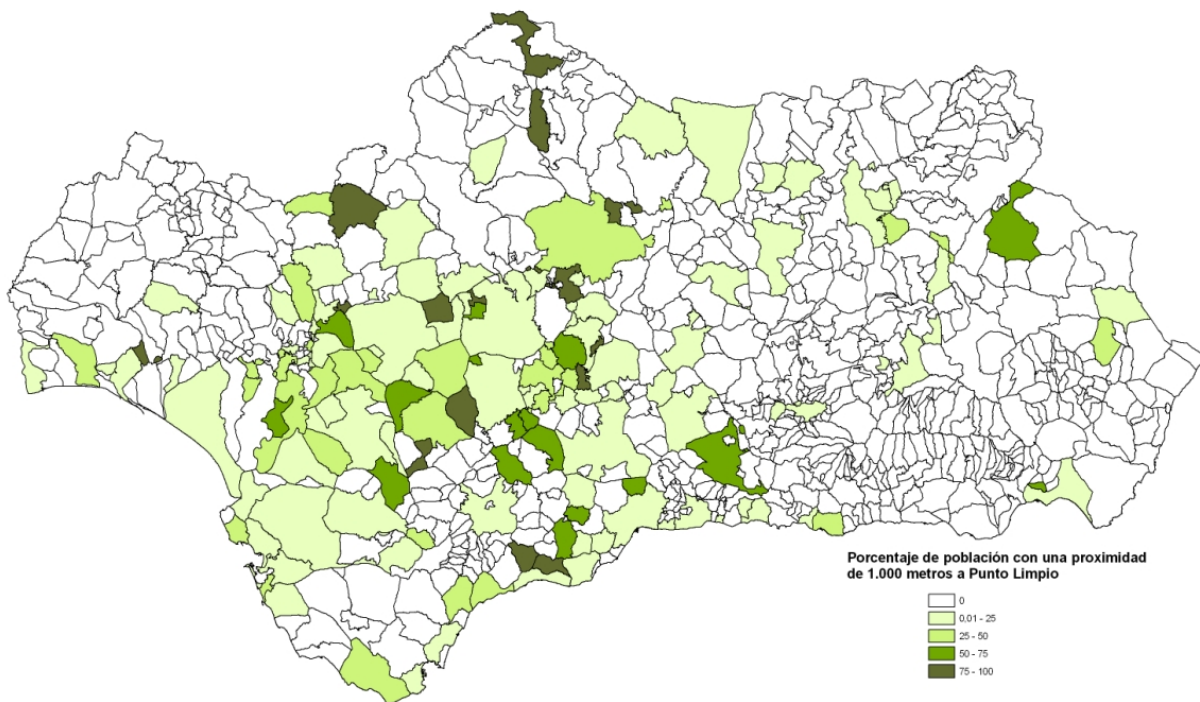 Porcentaje de población con una proximidad
de 1.000 metros a Punto Limpio
0
0,01 - 25
25 - 50
50 - 75
75 - 100